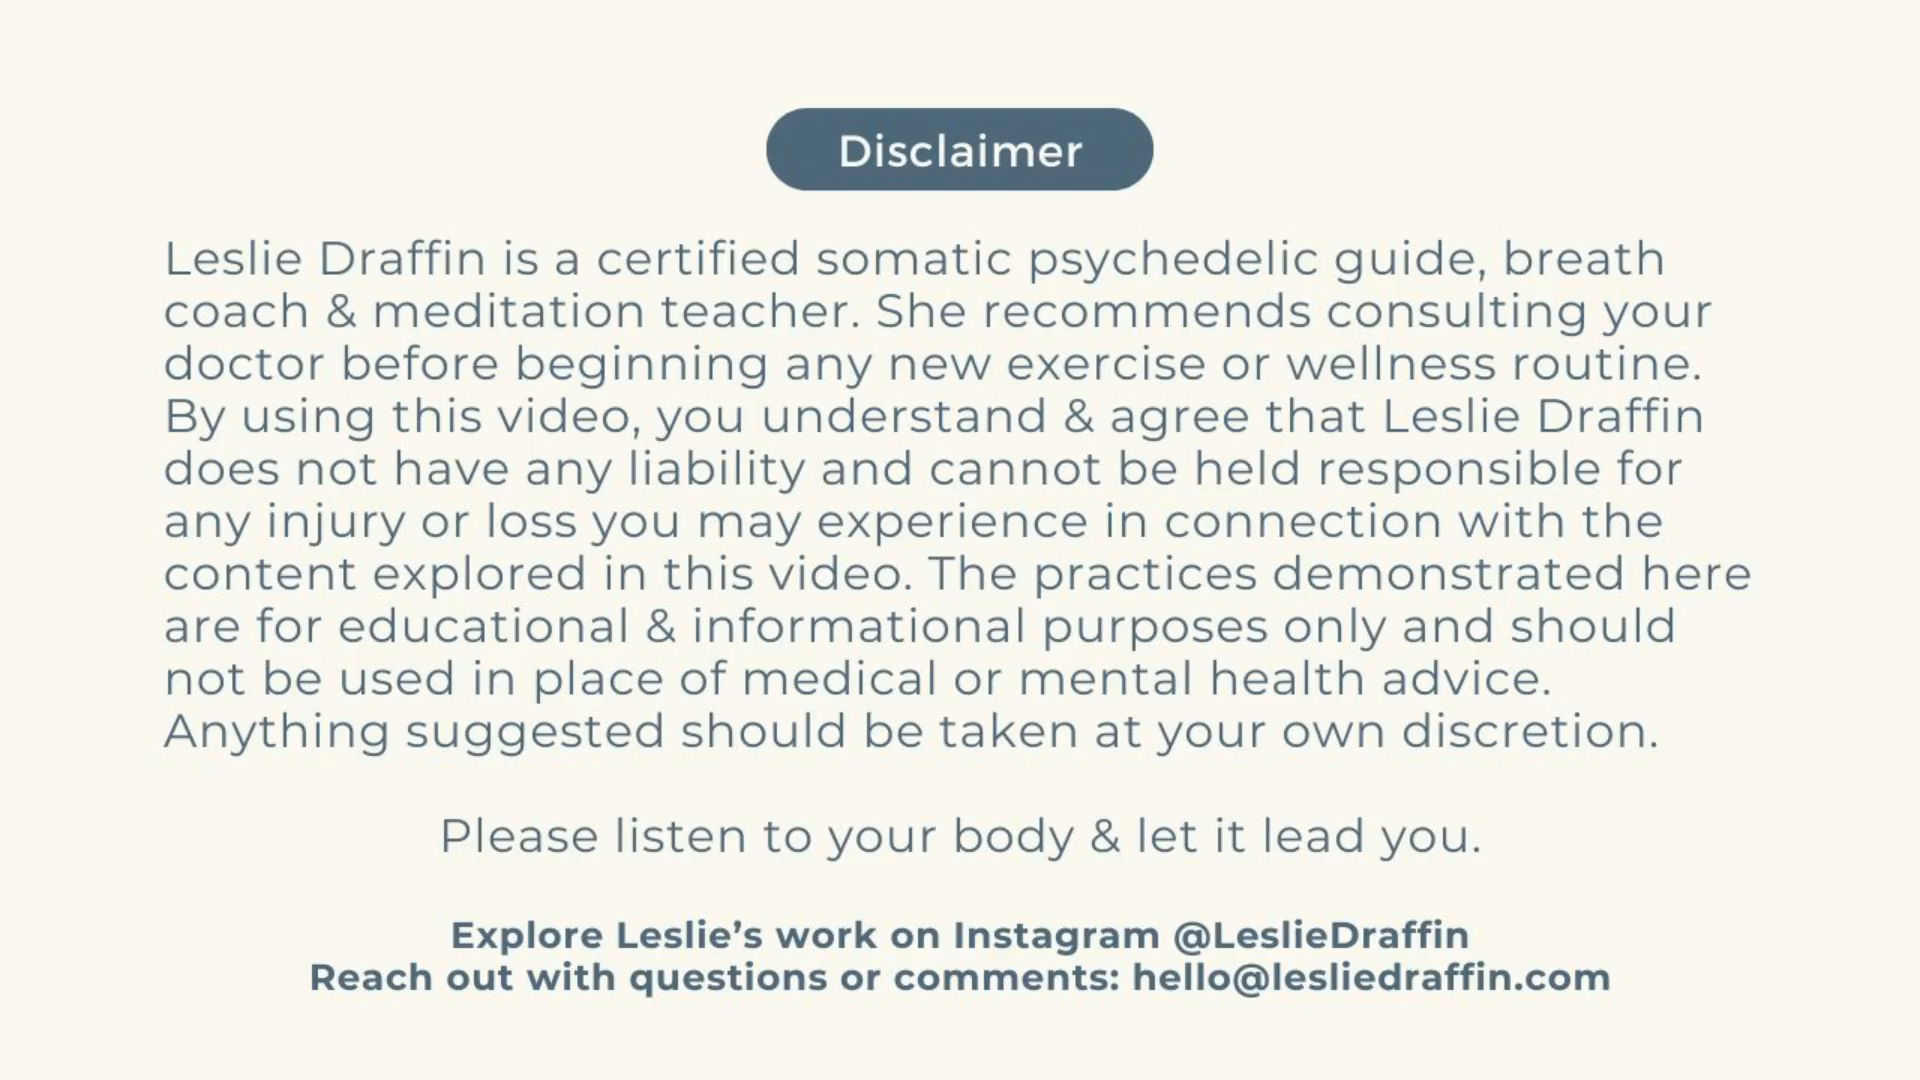 Disclaimer
Leslie Draffin is a certified somatic psychedelic guide, breath
coach & meditation teacher. She recommends consulting your
doctor before beginning any new exercise or wellness routine.
By using this video, you understand & agree that Leslie Draffin
does not have any liability and cannot be held responsible for
any injury or loss you may experience in connection with the
content explored in this video. The practices demonstrated here
are for educational & informational purposes only and should
not be used in place of medical or mental health advice.
Anything suggested should be taken at your own discretion.
Please listen to your body & let it lead you.
Explore Leslie’s work on Instagram @LeslieDraffin
Reach out with questions or comments: hello@lesliedraffin.com